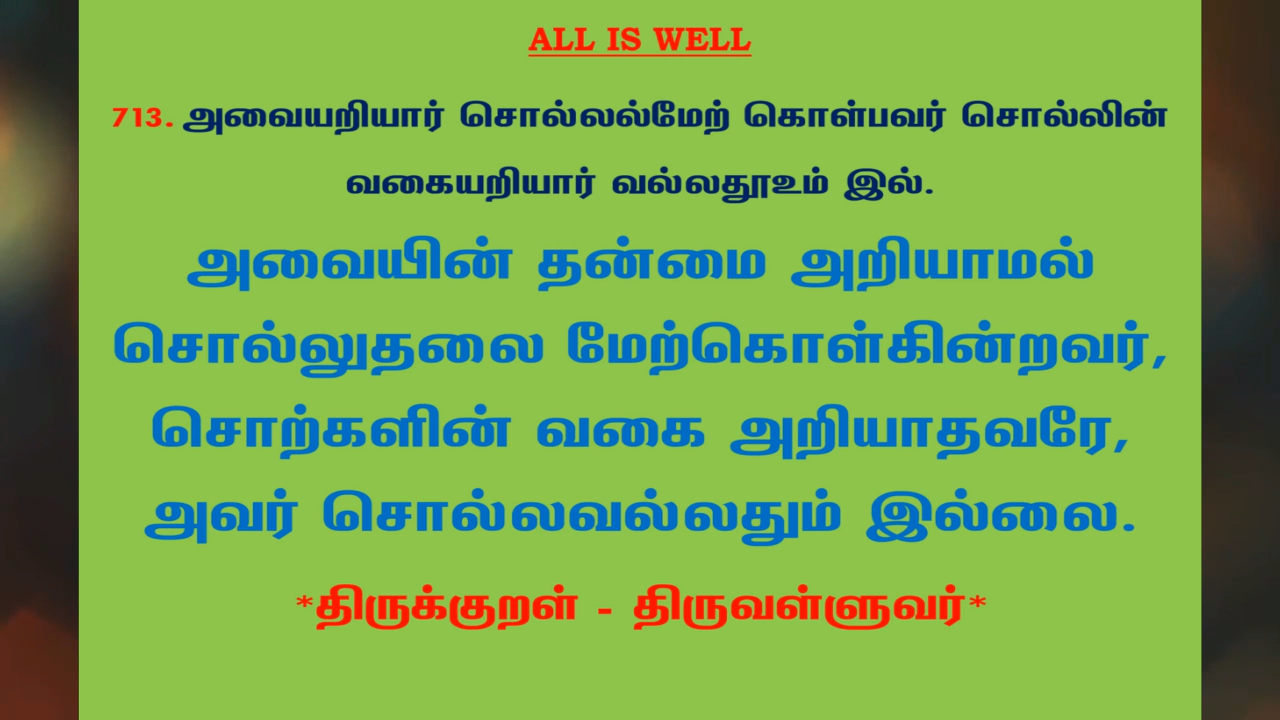 ALL IS WELL
713. அவையறியார் சொல்லல்மேற் கொள்பவர் சொல்லின்
வகையறியார் வல்லதூஉம் இல்.
அவையின் தன்மை அறியாமல்
சொல்லுதலை மேற்கொள்கின்றவர்,
சொற்களின் வகை அறியாதவரே,
அவர் சொல்லவல்லதும் இல்லை.
*திருக்குறள் - திருவள்ளுவர்*